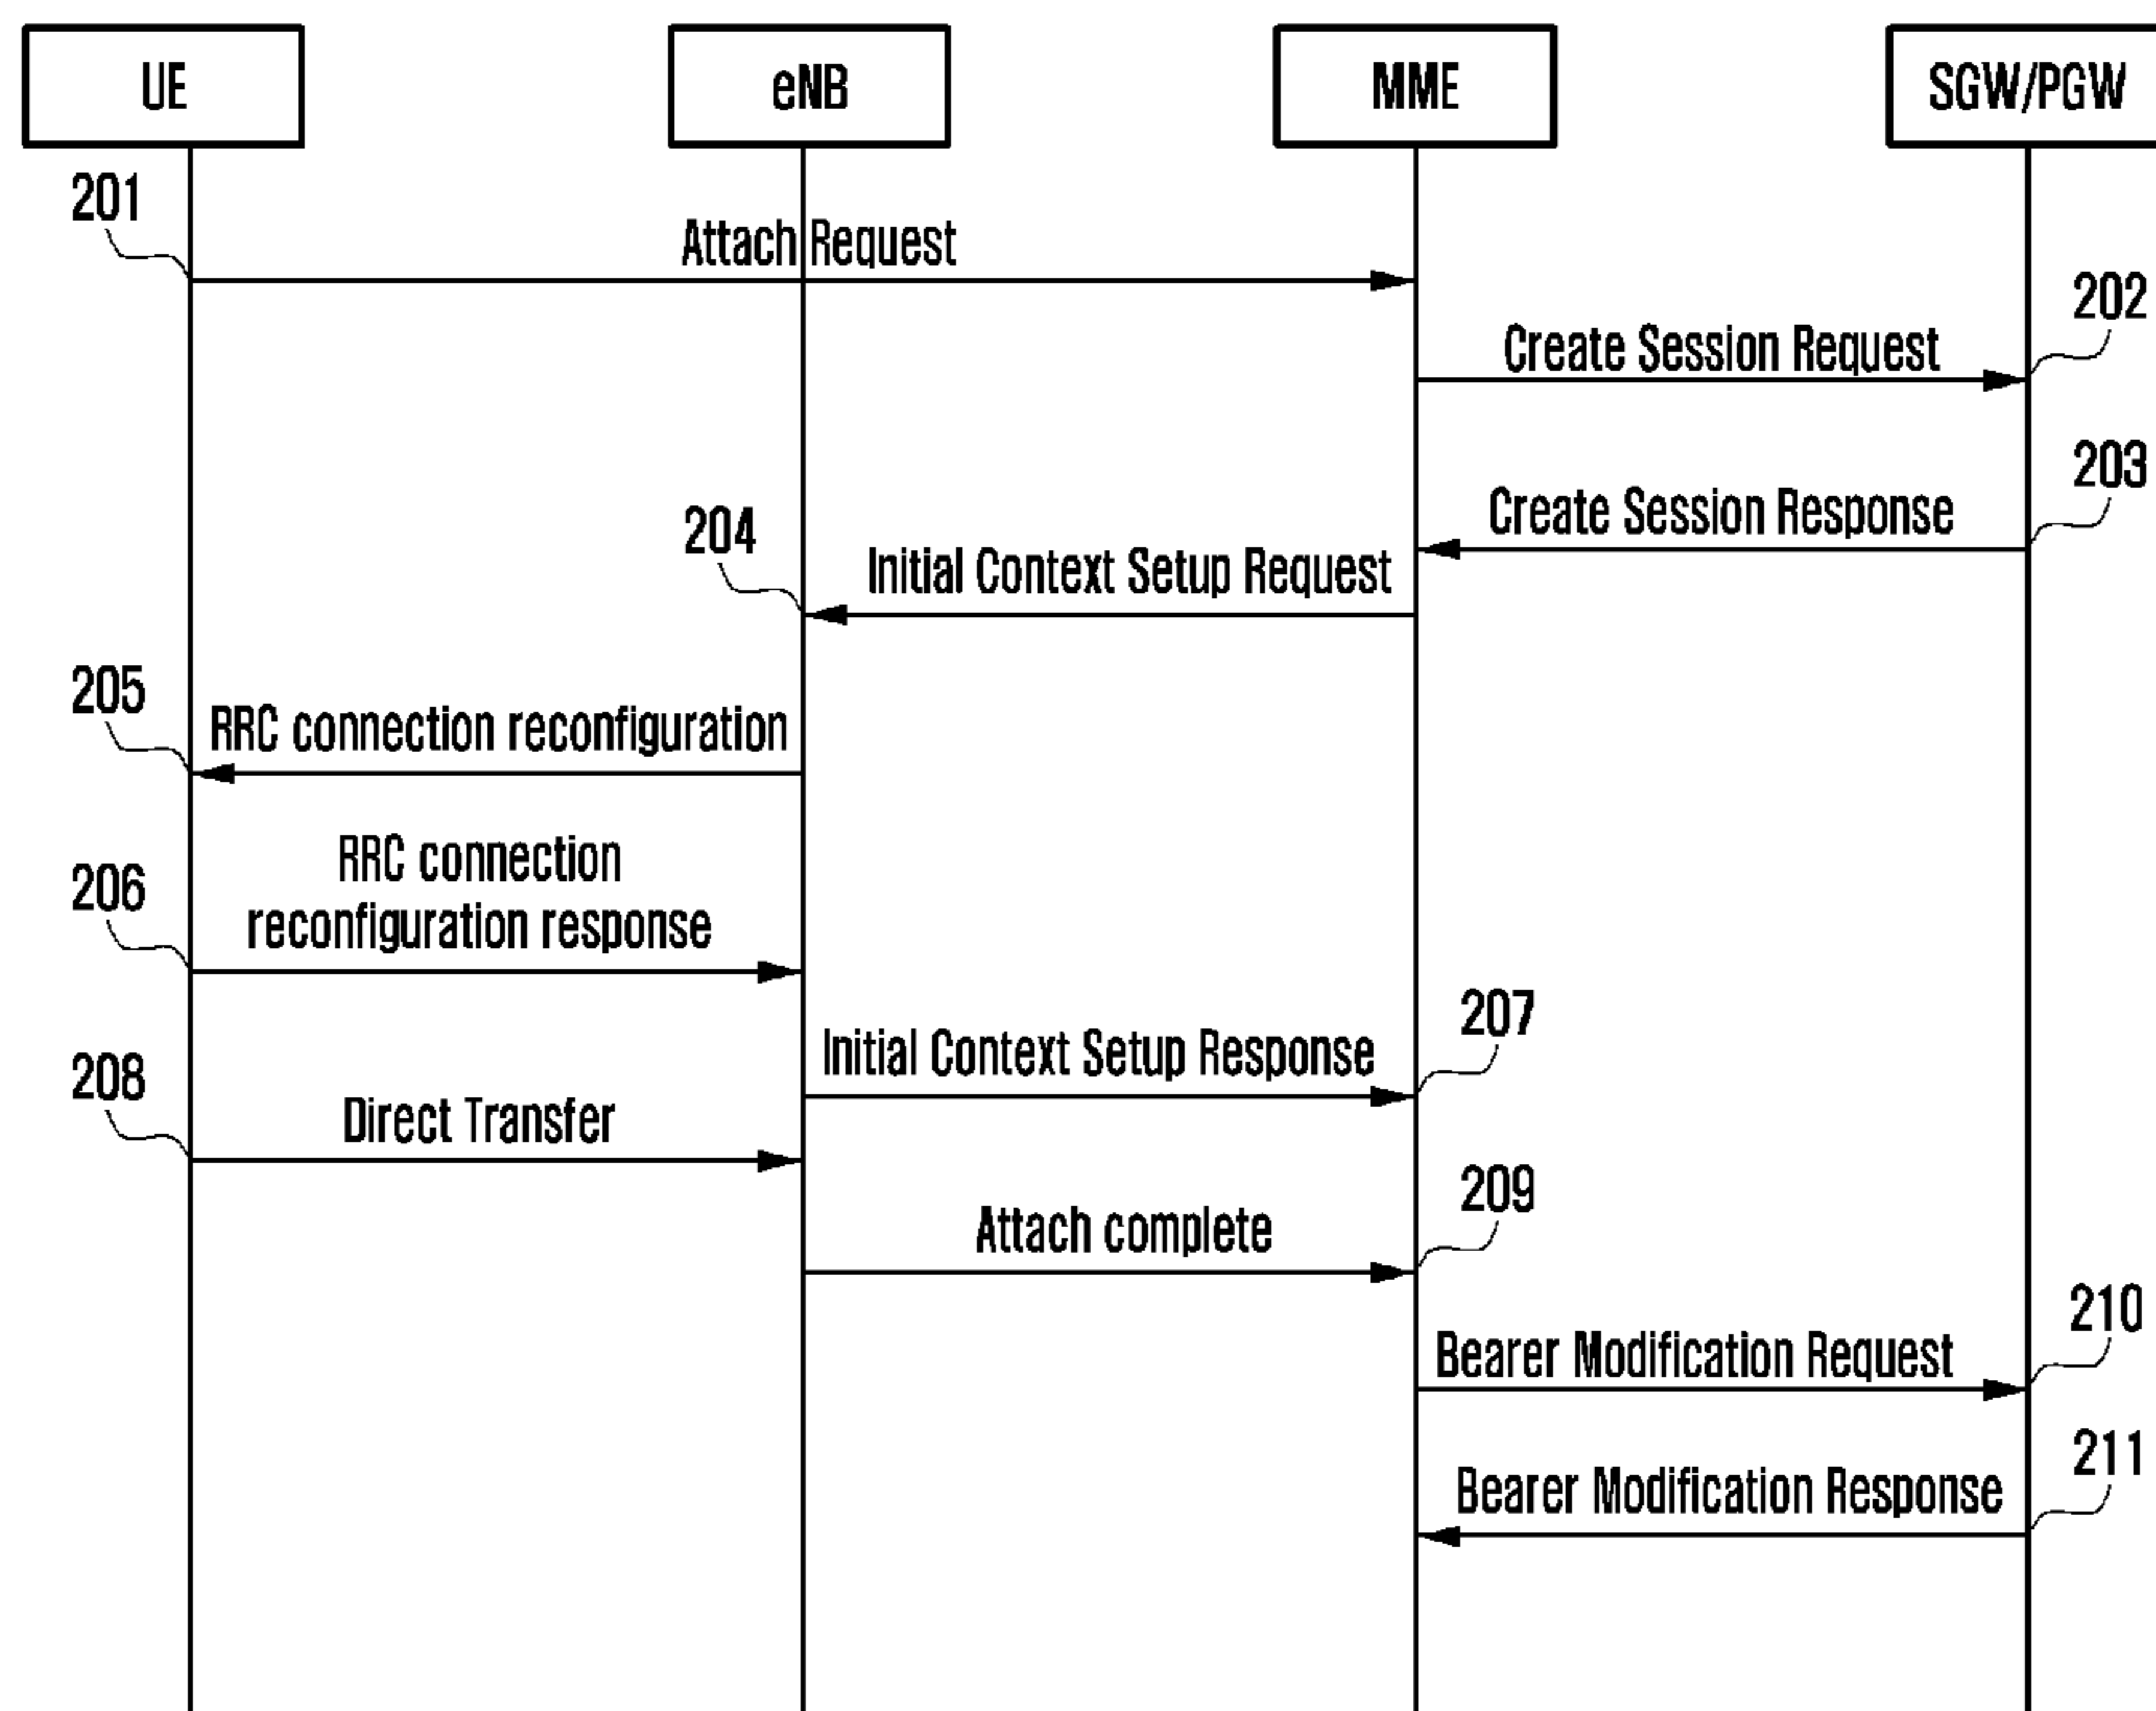 UE
eNB
MME
SGW/PGW
201
Attach Request
202
Create Session Request
203
Create Session Response
204
Initial Context Setup Request
205
RRC connection reconfiguration
206
RRC connection
reconfiguration response
207
Initial Context Setup Response
208
Direct Transfer
209
Attach complete
210
Bearer Modification Request
211
Bearer Modification Response